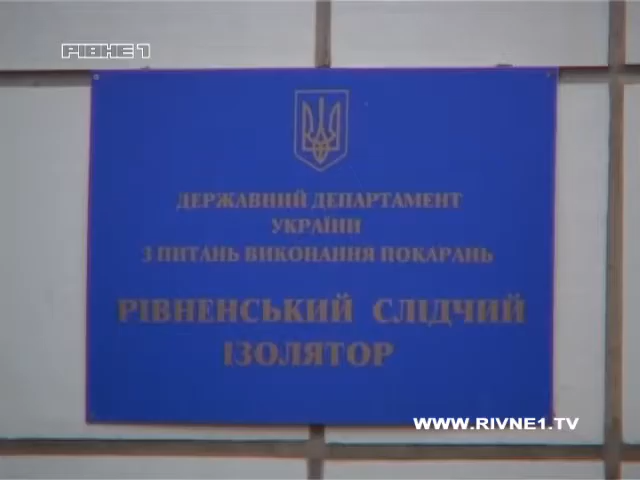 РІВНЕ 1
ДЕРЖАВНИЙ ДЕПАРТАМЕНТ
УКРАЇНИ
З ПИТАНЬ ВИКОНАННЯ ПОКАРАНЬ
РІВНЕНСЬКИЙ СЛІДЧИЙ
ІЗОЛЯТОР
WWW.RIVNE1.TV